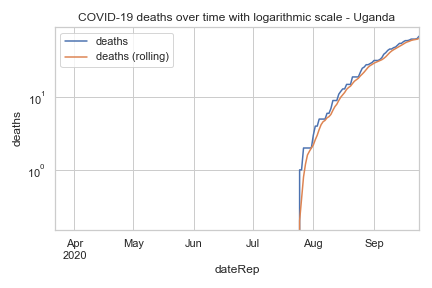 COVID-19 deaths over time with logarithmic scale - Uganda
deaths
deaths (rolling)
deaths
10¹
10⁰
Apr
2020
May
Jun
Jul
Aug
Sep
dateRep